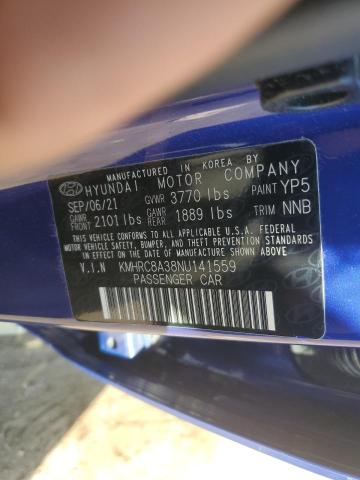 MANUFACTURED IN KOREA BY
HYUNDAI MOTOR COMPANY
SEP/06/21 GVWR 3770 lbs PAINT YP5
GAWR FRONT 2101 lbs GAWR REAR 1889 lbs TRIM NNB
THIS VEHICLE CONFORMS TO ALL APPLICABLE FEDERAL MOTOR
VEHICLE SAFETY, BUMPER, AND THEFT PREVENTION STANDARDS
IN EFFECT ON THE DATE OF MANUFACTURE SHOWN ABOVE.
V.I.N KMHRC8A38NU141559
PASSENGER CAR